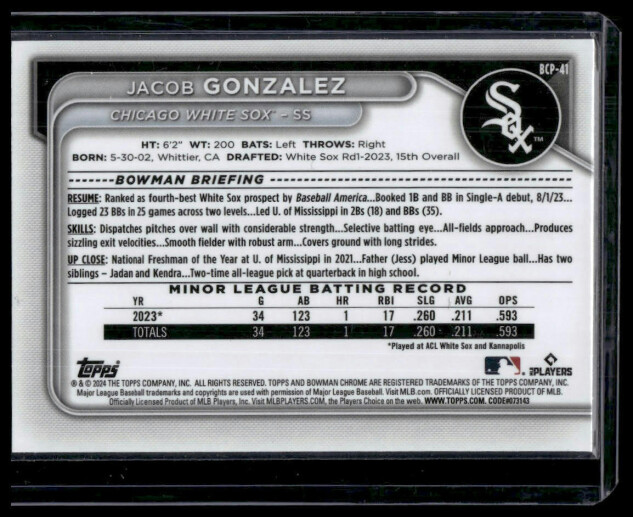 BCP-41
JACOB GONZALEZ
CHICAGO WHITE SOX™ – SS
Sox
TM
HT: 6'2" WT: 200 BATS: Left THROWS: Right
BORN: 5-30-02, Whittier, CA DRAFTED: White Sox Rd1-2023, 15th Overall
BOWMAN BRIEFING
RESUME: Ranked as fourth-best White Sox prospect by Baseball America...Booked 1B and BB in Single-A debut, 8/1/23...
Logged 23 BBs in 25 games across two levels...Led U. of Mississippi in 2Bs (18) and BBs (35).
SKILLS: Dispatches pitches over wall with considerable strength...Selective batting eye...All-fields approach...Produces
sizzling exit velocities...Smooth fielder with robust arm...Covers ground with long strides.
UP CLOSE: National Freshman of the Year at U. of Mississippi in 2021...Father (Jess) played Minor League ball...Has two
siblings – Jadan and Kendra...Two-time all-league pick at quarterback in high school.
MINOR LEAGUE BATTING RECORD
YR G AB HR RBI SLG AVG OPS
2023* 34 123 1 17 .260 .211 .593
TOTALS 34 123 1 17 .260 .211 .593
*Played at ACL White Sox and Kannapolis
Topps
PLAYERS
® & © 2024 THE TOPPS COMPANY, INC. ALL RIGHTS RESERVED. TOPPS AND BOWMAN CHROME ARE REGISTERED TRADEMARKS OF THE TOPPS COMPANY, INC.
Major League Baseball trademarks and copyrights are used with permission of Major League Baseball. Visit MLB.com. OFFICIALLY LICENSED PRODUCT OF MLB.
Officially Licensed Product of MLB Players, Inc. Visit MLBPLAYERS.com, the Players Choice on the web. WWW.TOPPS.COM. CODE#073143